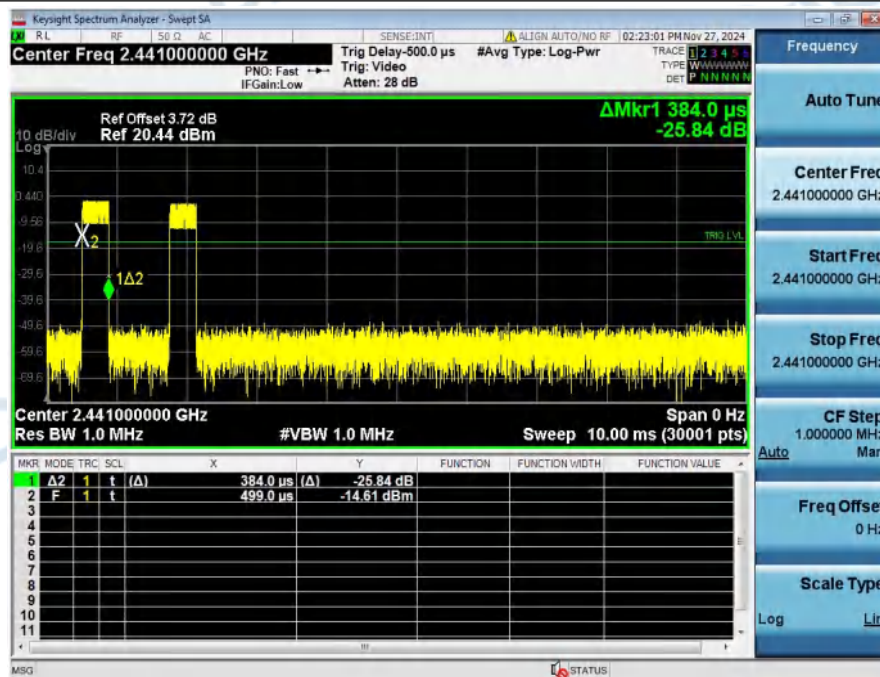 Keysight Spectrum Analyzer - Swept SA
RL RF 50 Ω AC SENSE:INT ALIGN AUTO/NO RF 02:23:01 PM Nov 27, 2024
Center Freq 2.441000000 GHz
PNO: Fast
IFGain:Low
Trig Delay-500.0 µs
Trig: Video
Atten: 28 dB
#Avg Type: Log-Pwr
TRACE 1 2 3 4 5 6
TYPE WWWWWW
DET P N N N N N
Frequency
Auto Tune
Ref Offset 3.72 dB
Ref 20.44 dBm
10 dB/div
Log
ΔMkr1 384.0 µs
-25.84 dB
10.4
0.440
-9.56
-19.6
-29.6
-39.6
-49.6
-59.6
-69.6
TRIG LVL
X2
1Δ2
Center 2.441000000 GHz
Res BW 1.0 MHz
#VBW 1.0 MHz
Span 0 Hz
Sweep 10.00 ms (30001 pts)
Center Freq
2.441000000 GHz
Start Freq
2.441000000 GHz
Stop Freq
2.441000000 GHz
CF Step
1.000000 MHz
Auto Man
Freq Offset
0 Hz
Scale Type
Log Lin
MKR MODE TRC SCL X Y FUNCTION FUNCTION WIDTH FUNCTION VALUE
1 Δ2 1 t (Δ) 384.0 µs (Δ) -25.84 dB
2 F 1 t 499.0 µs -14.61 dBm
3
4
5
6
7
8
9
10
11
MSG
STATUS